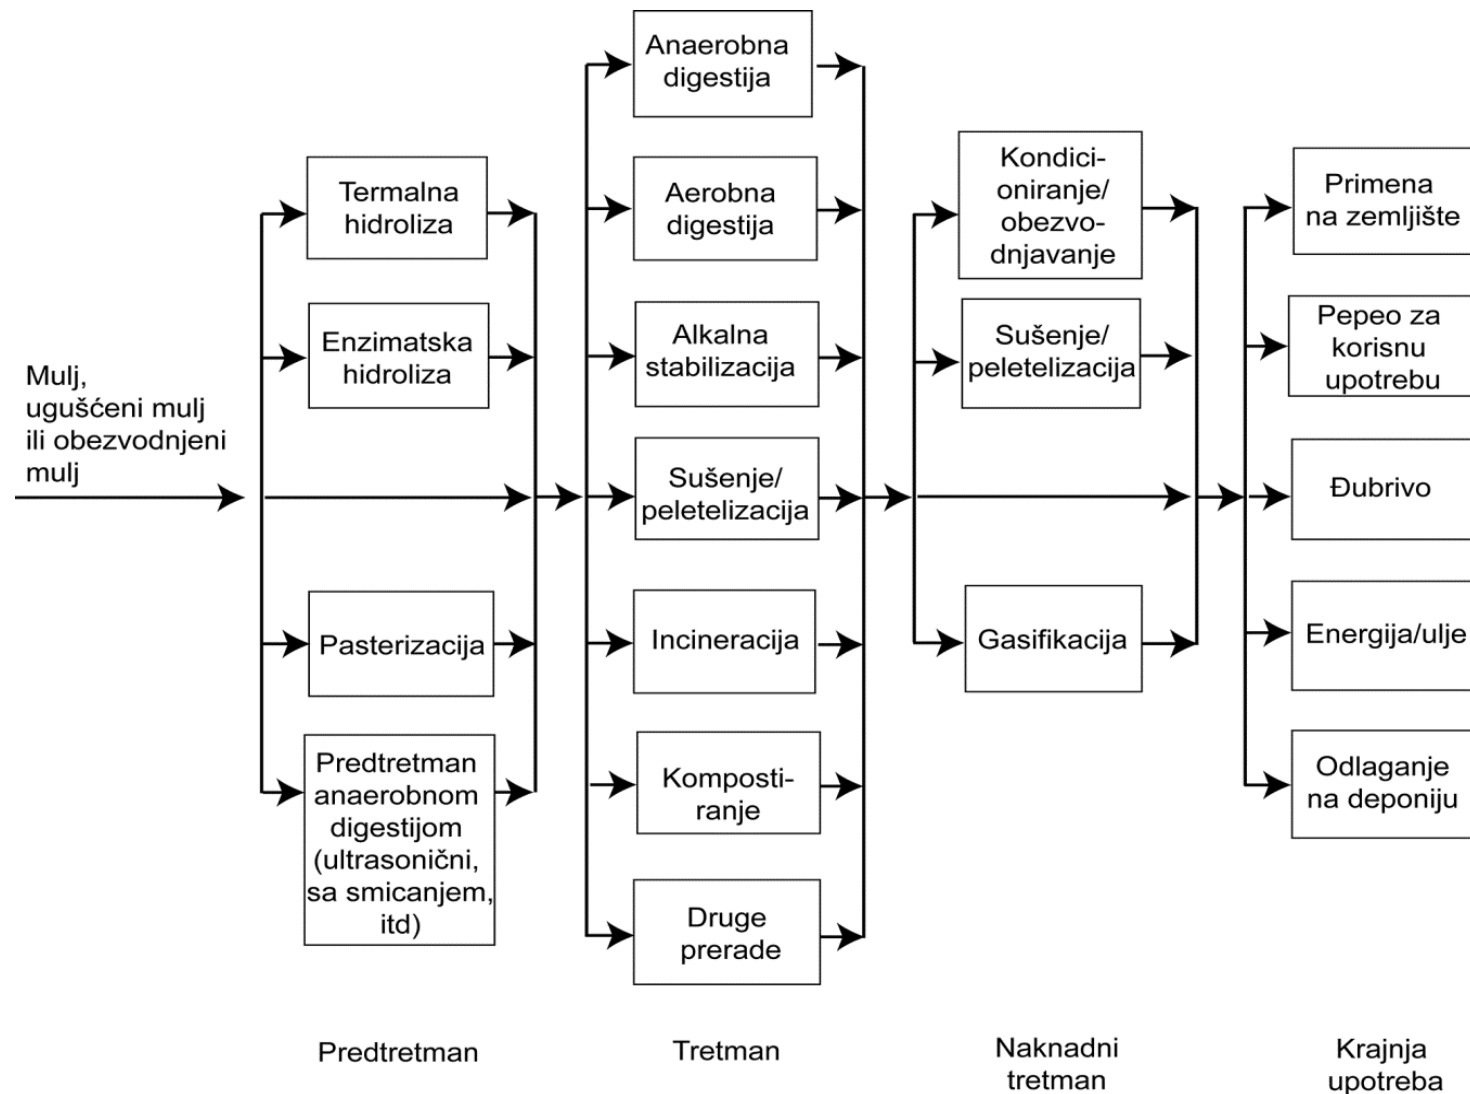 Mulj,
ugušćeni mulj
ili obezvodnjeni
mulj
Termalna
hidroliza
Enzimatska
hidroliza
Pasterizacija
Predtretman
anaerobnom
digestijom
(ultrasonični,
sa smicanjem,
itd)
Predtretman
Anaerobna
digestija
Aerobna
digestija
Alkalna
stabilizacija
Sušenje/
peletelizacija
Incineracija
Komposti-
ranje
Druge
prerade
Tretman
Kondici-
oniranje/
obezvo-
dnjavanje
Sušenje/
peletelizacija
Gasifikacija
Naknadni
tretman
Primena
na zemljište
Pepeo za
korisnu
upotrebu
Đubrivo
Energija/ulje
Odlaganje
na deponiju
Krajnja
upotreba